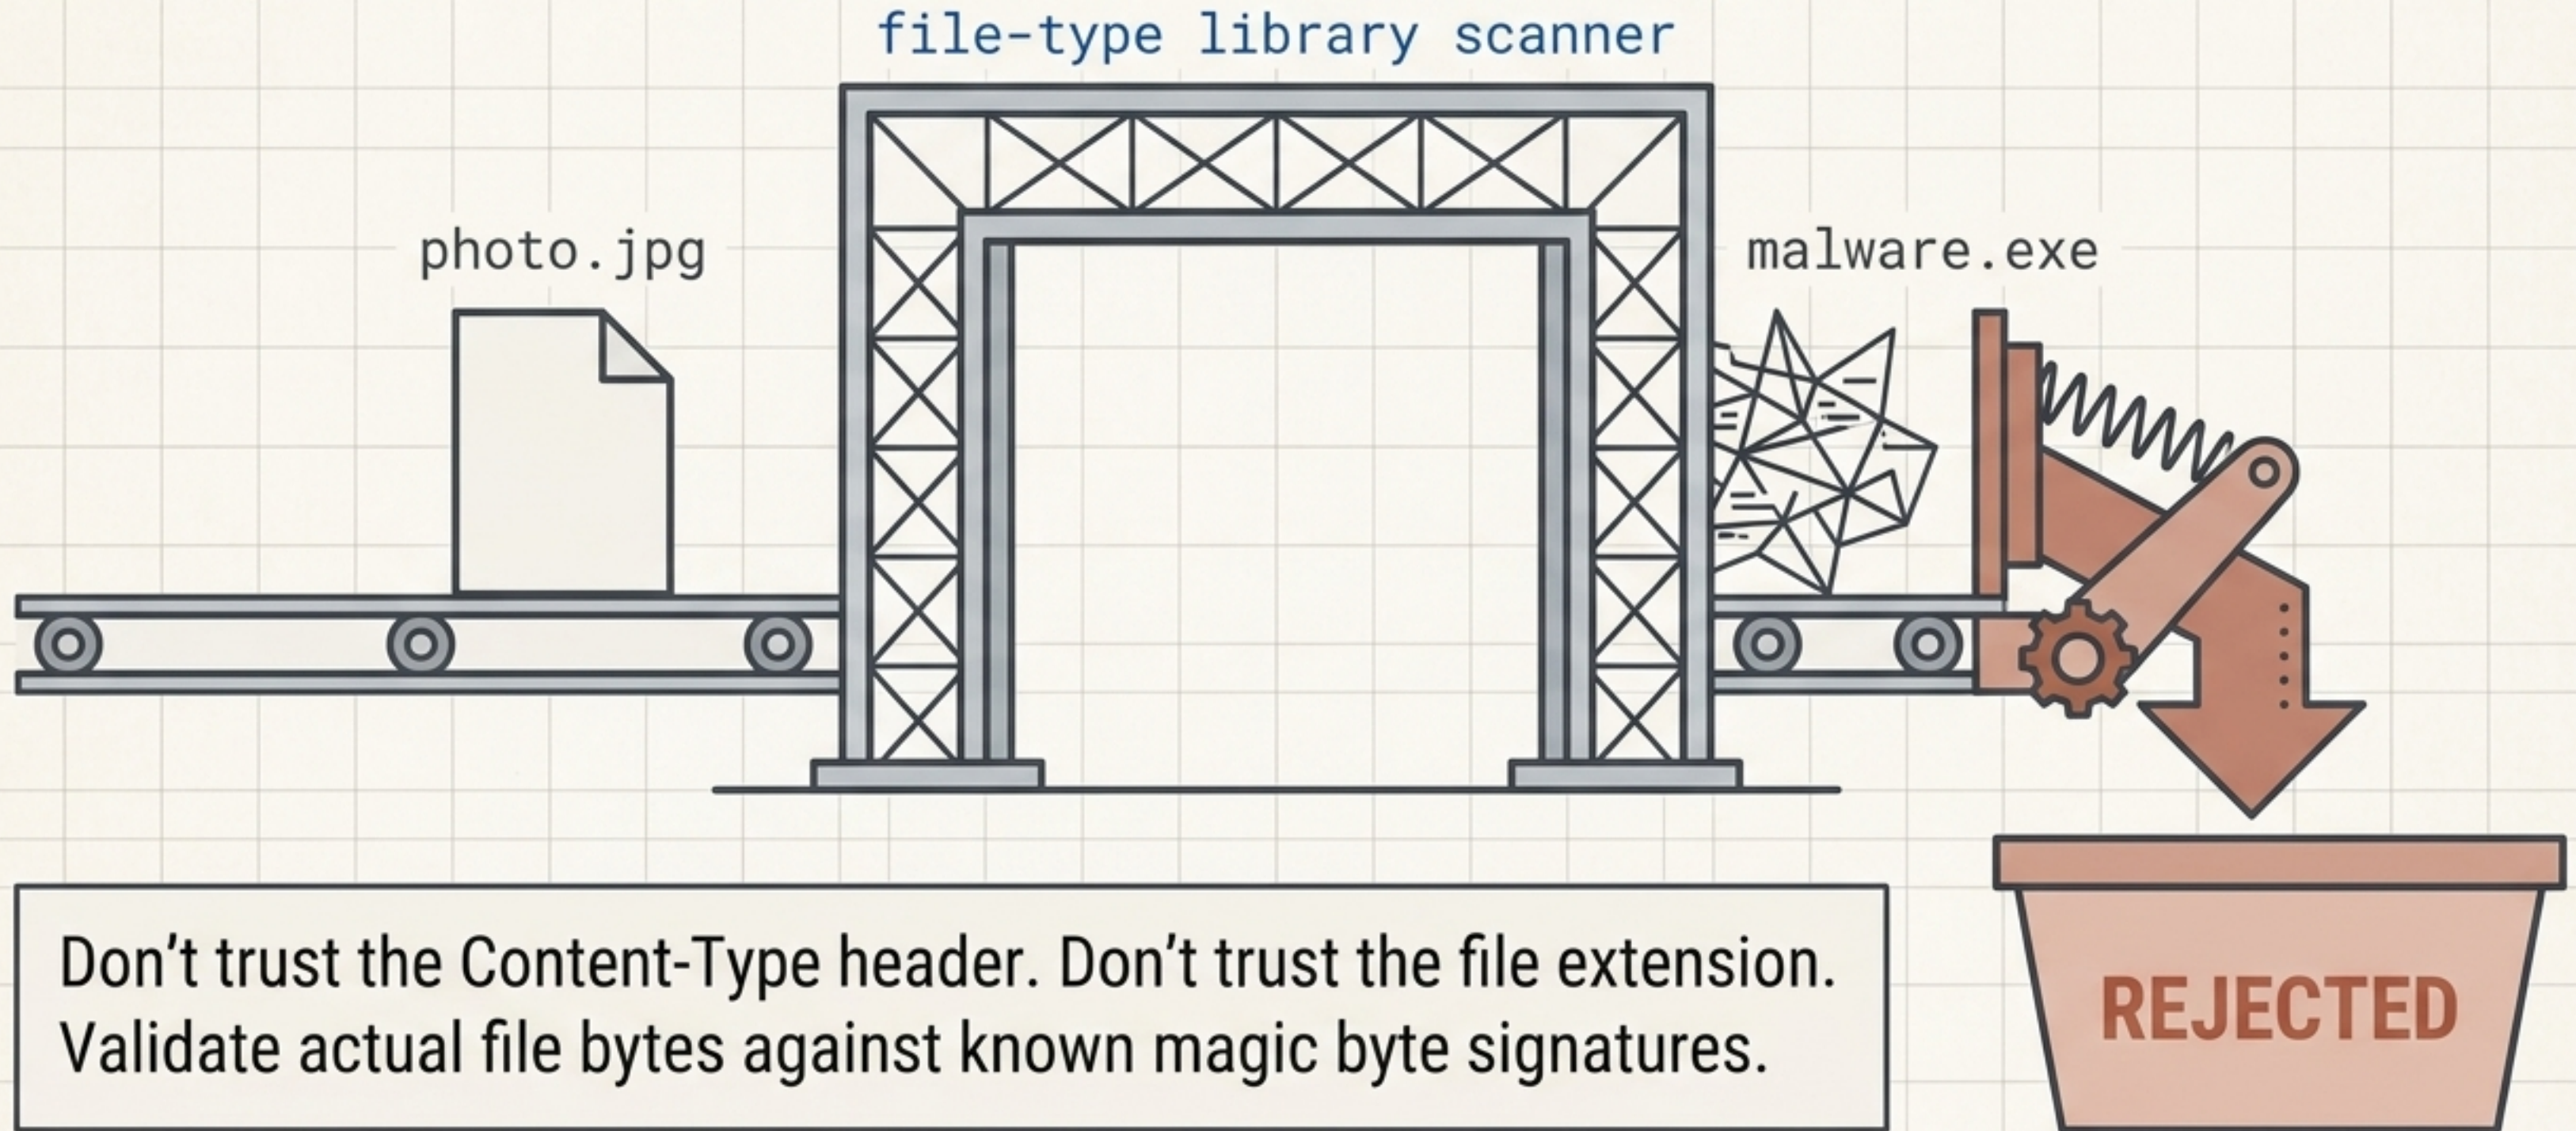 file-type library scanner
photo.jpg
malware.exe
Don’t trust the Content-Type header. Don’t trust the file extension.
Validate actual file bytes against known magic byte signatures.
REJECTED